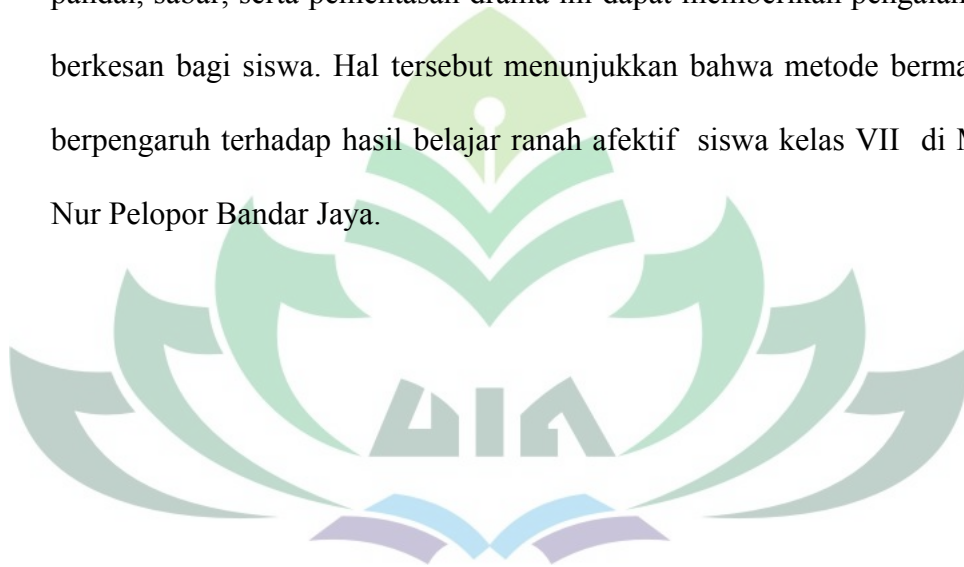 pandai, sabar, serta pementasan drama ini dapat memberikan
berkesan bagi siswa. Hal tersebut menunjukkan bahwa metode
berpengaruh terhadap hasil belajar ranah afektif siswa kelas VII di
Nur Pelopor Bandar Jaya.
UIN